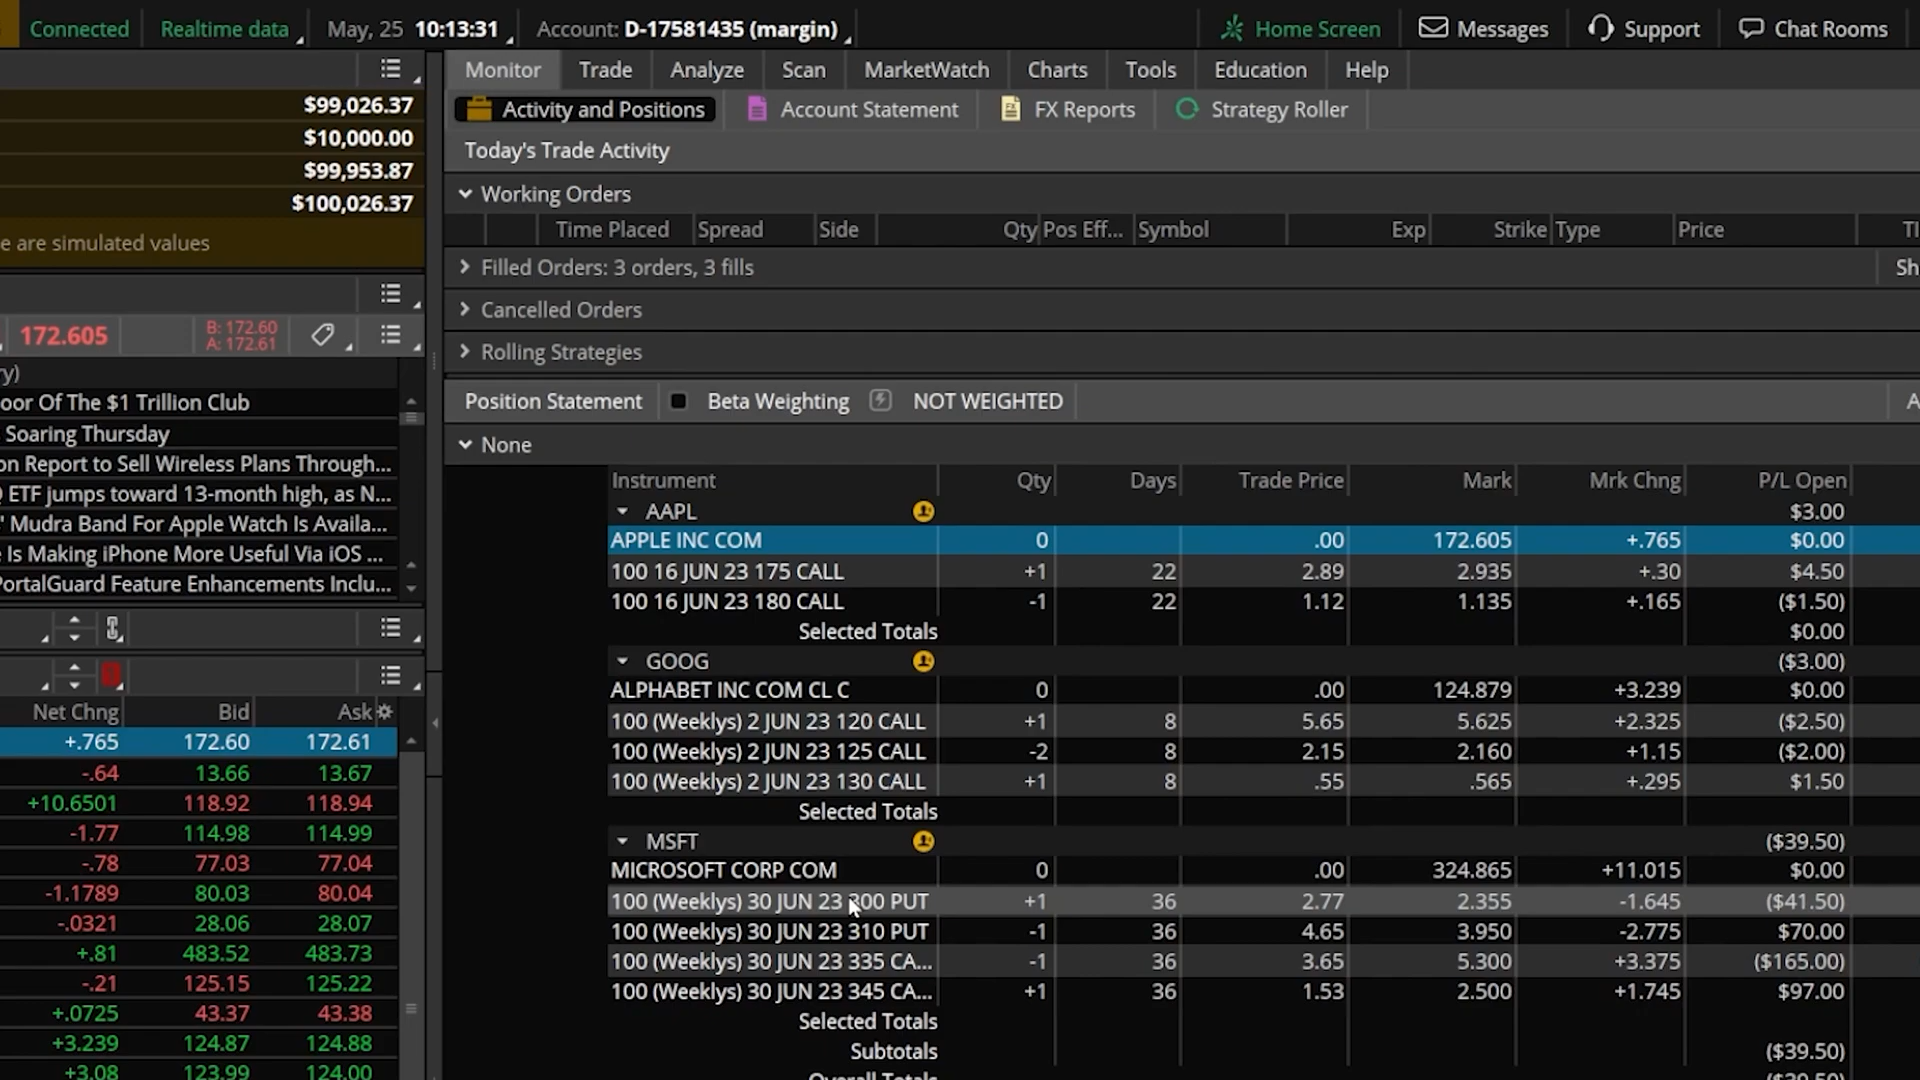 Connected Realtime data May, 25 10:13:31 Account: D-17581435 (margin) Home Screen Messages Support Chat Rooms
Monitor Trade Analyze Scan MarketWatch Charts Tools Education Help
Activity and Positions Account Statement FX Reports Strategy Roller
$99,026.37
$10,000.00
$99,953.87
$100,026.37
e are simulated values
172.605 B: 172.60
A: 172.61
ry)
oor Of The $1 Trillion Club
Soaring Thursday
on Report to Sell Wireless Plans Through...
ETF jumps toward 13-month high, as N...
' Mudra Band For Apple Watch Is Availa...
Is Making iPhone More Useful Via iOS ...
PortalGuard Feature Enhancements Inclu...
Net Chng Bid Ask
+.765 172.60 172.61
-.64 13.66 13.67
+10.6501 118.92 118.94
-1.77 114.98 114.99
-.78 77.03 77.04
-1.1789 80.03 80.04
-.0321 28.06 28.07
+.81 483.52 483.73
-.21 125.15 125.22
+.0725 43.37 43.38
+3.239 124.87 124.88
+3.08 123.99 124.00
Today's Trade Activity
Working Orders
Time Placed Spread Side Qty Pos Eff... Symbol Exp Strike Type Price TI
Filled Orders: 3 orders, 3 fills Sh
Cancelled Orders
Rolling Strategies
Position Statement Beta Weighting NOT WEIGHTED A
None
Instrument Qty Days Trade Price Mark Mrk Chng P/L Open
AAPL $3.00
APPLE INC COM 0 .00 172.605 +.765 $0.00
100 16 JUN 23 175 CALL +1 22 2.89 2.935 +.30 $4.50
100 16 JUN 23 180 CALL -1 22 1.12 1.135 +.165 ($1.50)
Selected Totals $0.00
GOOG ($3.00)
ALPHABET INC COM CL C 0 .00 124.879 +3.239 $0.00
100 (Weeklys) 2 JUN 23 120 CALL +1 8 5.65 5.625 +2.325 ($2.50)
100 (Weeklys) 2 JUN 23 125 CALL -2 8 2.15 2.160 +1.15 ($2.00)
100 (Weeklys) 2 JUN 23 130 CALL +1 8 .55 .565 +.295 $1.50
Selected Totals
MSFT ($39.50)
MICROSOFT CORP COM 0 .00 324.865 +11.015 $0.00
100 (Weeklys) 30 JUN 23 300 PUT +1 36 2.77 2.355 -1.645 ($41.50)
100 (Weeklys) 30 JUN 23 310 PUT -1 36 4.65 3.950 -2.775 $70.00
100 (Weeklys) 30 JUN 23 335 CA... -1 36 3.65 5.300 +3.375 ($165.00)
100 (Weeklys) 30 JUN 23 345 CA... +1 36 1.53 2.500 +1.745 $97.00
Selected Totals
Subtotals ($39.50)
Overall Totals